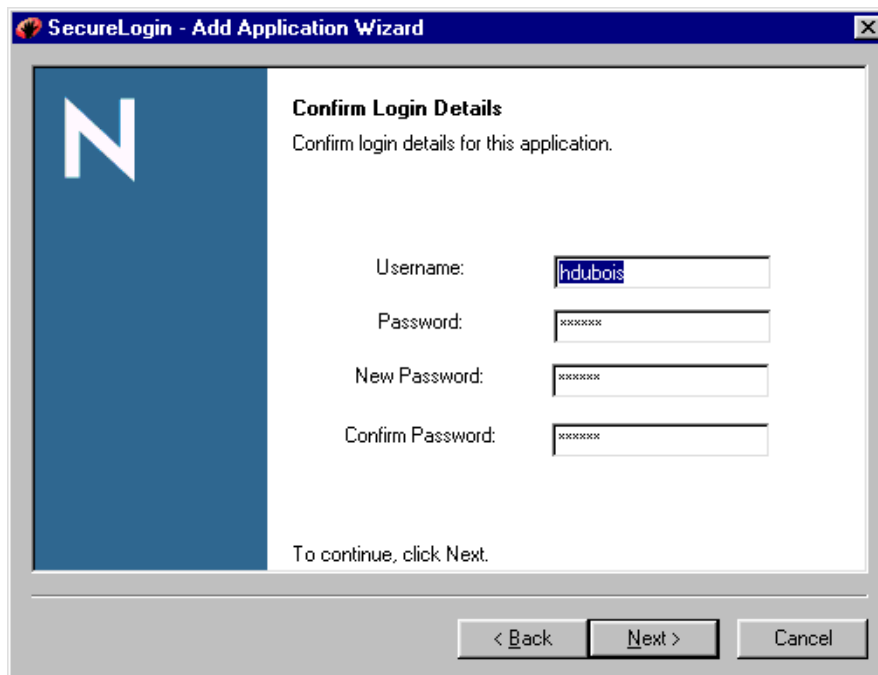 SecureLogin - Add Application Wizard
N
Confirm Login Details
Confirm login details for this application.
Username: hdubois
Password: ******
New Password: ******
Confirm Password: ******
To continue, click Next.
< Back Next > Cancel